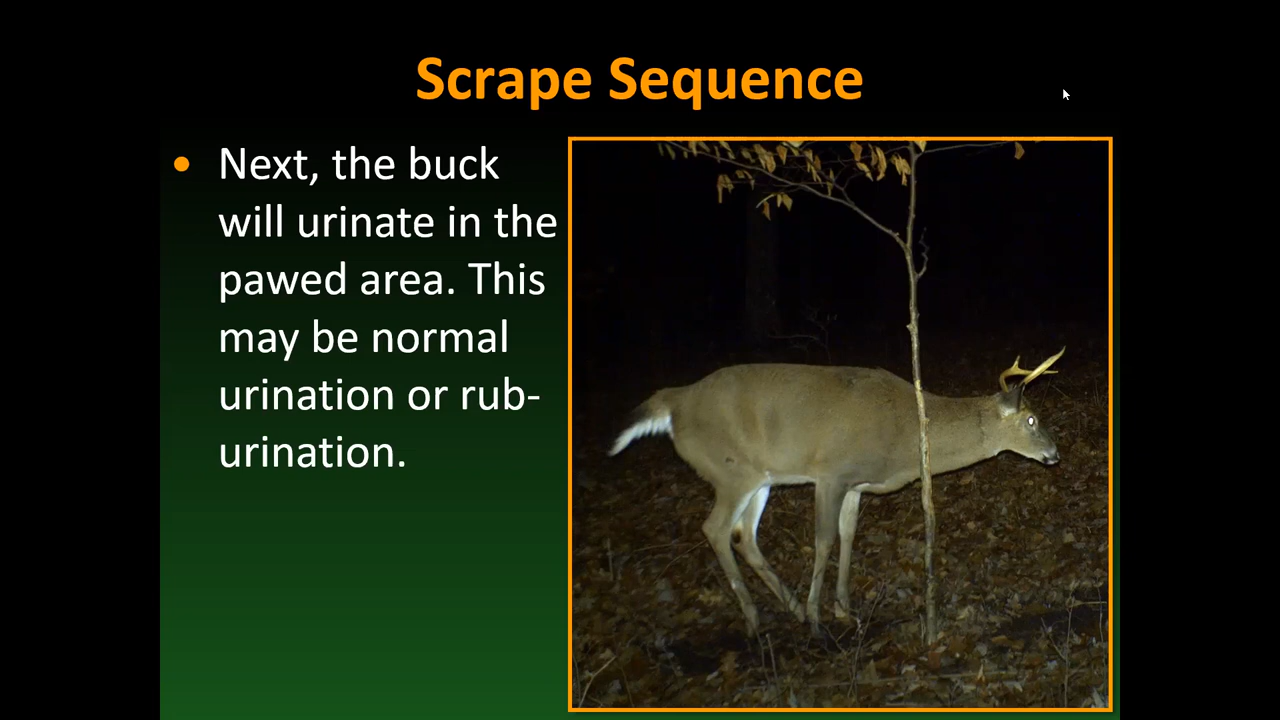 Scrape Sequence
• Next, the buck
will urinate in the
pawed area. This
may be normal
urination or rub-
urination.